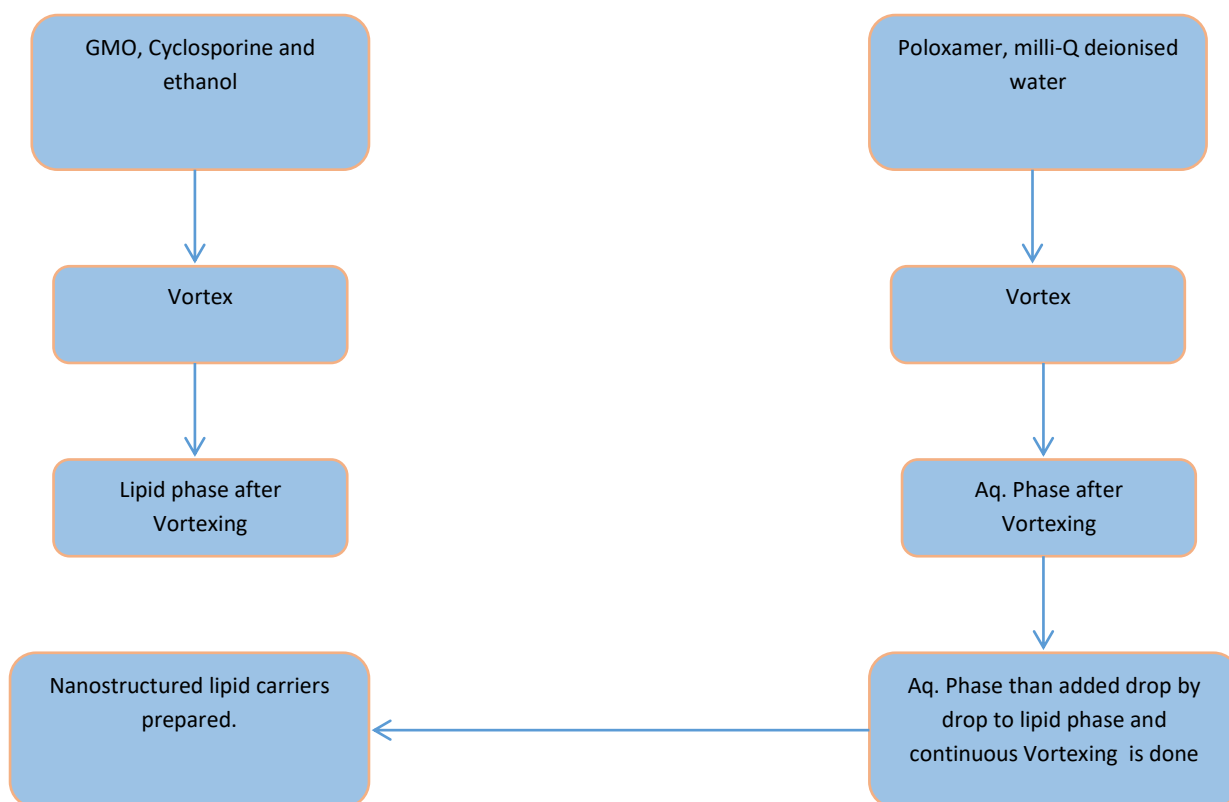 GMO, Cyclosporine and
ethanol
Vortex
Lipid phase after
Vortexing
Poloxamer, milli-Q deionised
water
Vortex
Aq. Phase after
Vortexing
Aq. Phase than added drop by
drop to lipid phase and
continuous Vortexing  is done
Nanostructured lipid carriers
prepared.